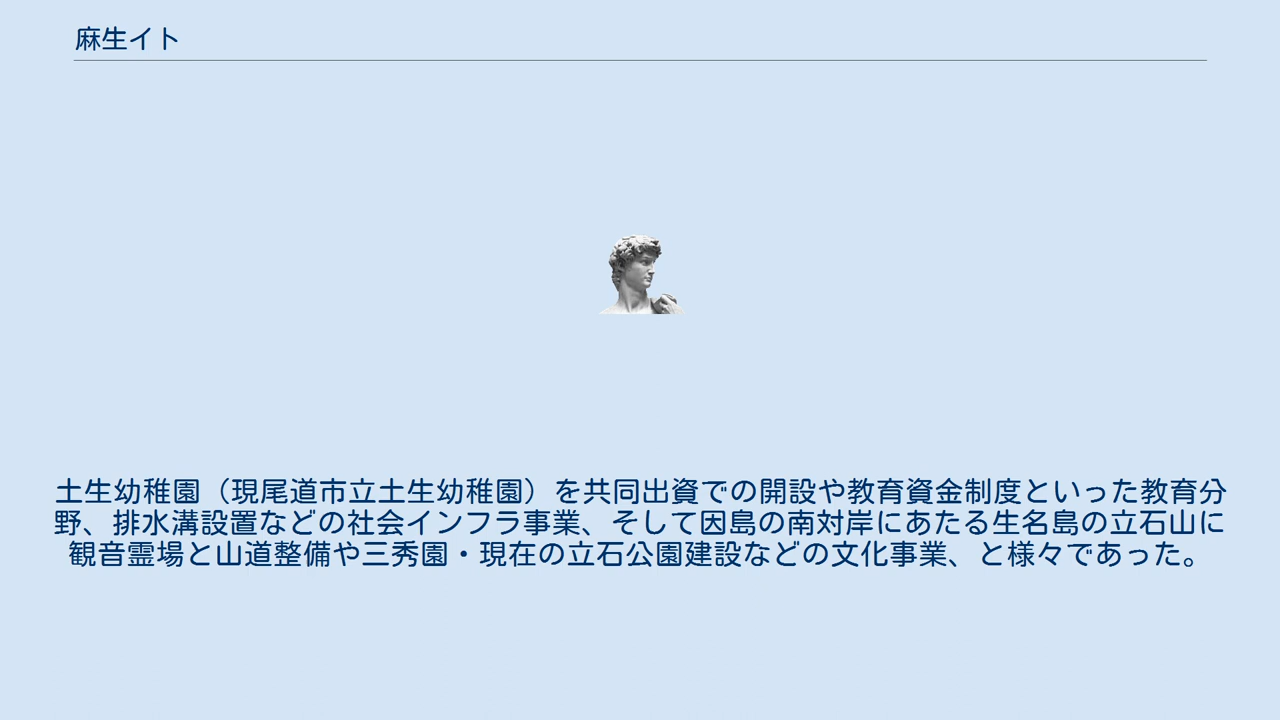 麻生イト
土生幼稚園（現尾道市立土生幼稚園）を共同出資での開設や教育資金制度といった教育分
野、排水溝設置などの社会インフラ事業、そして因島の南対岸にあたる生名島の立石山に
観音霊場と山道整備や三秀園・現在の立石公園建設などの文化事業、と様々であった。